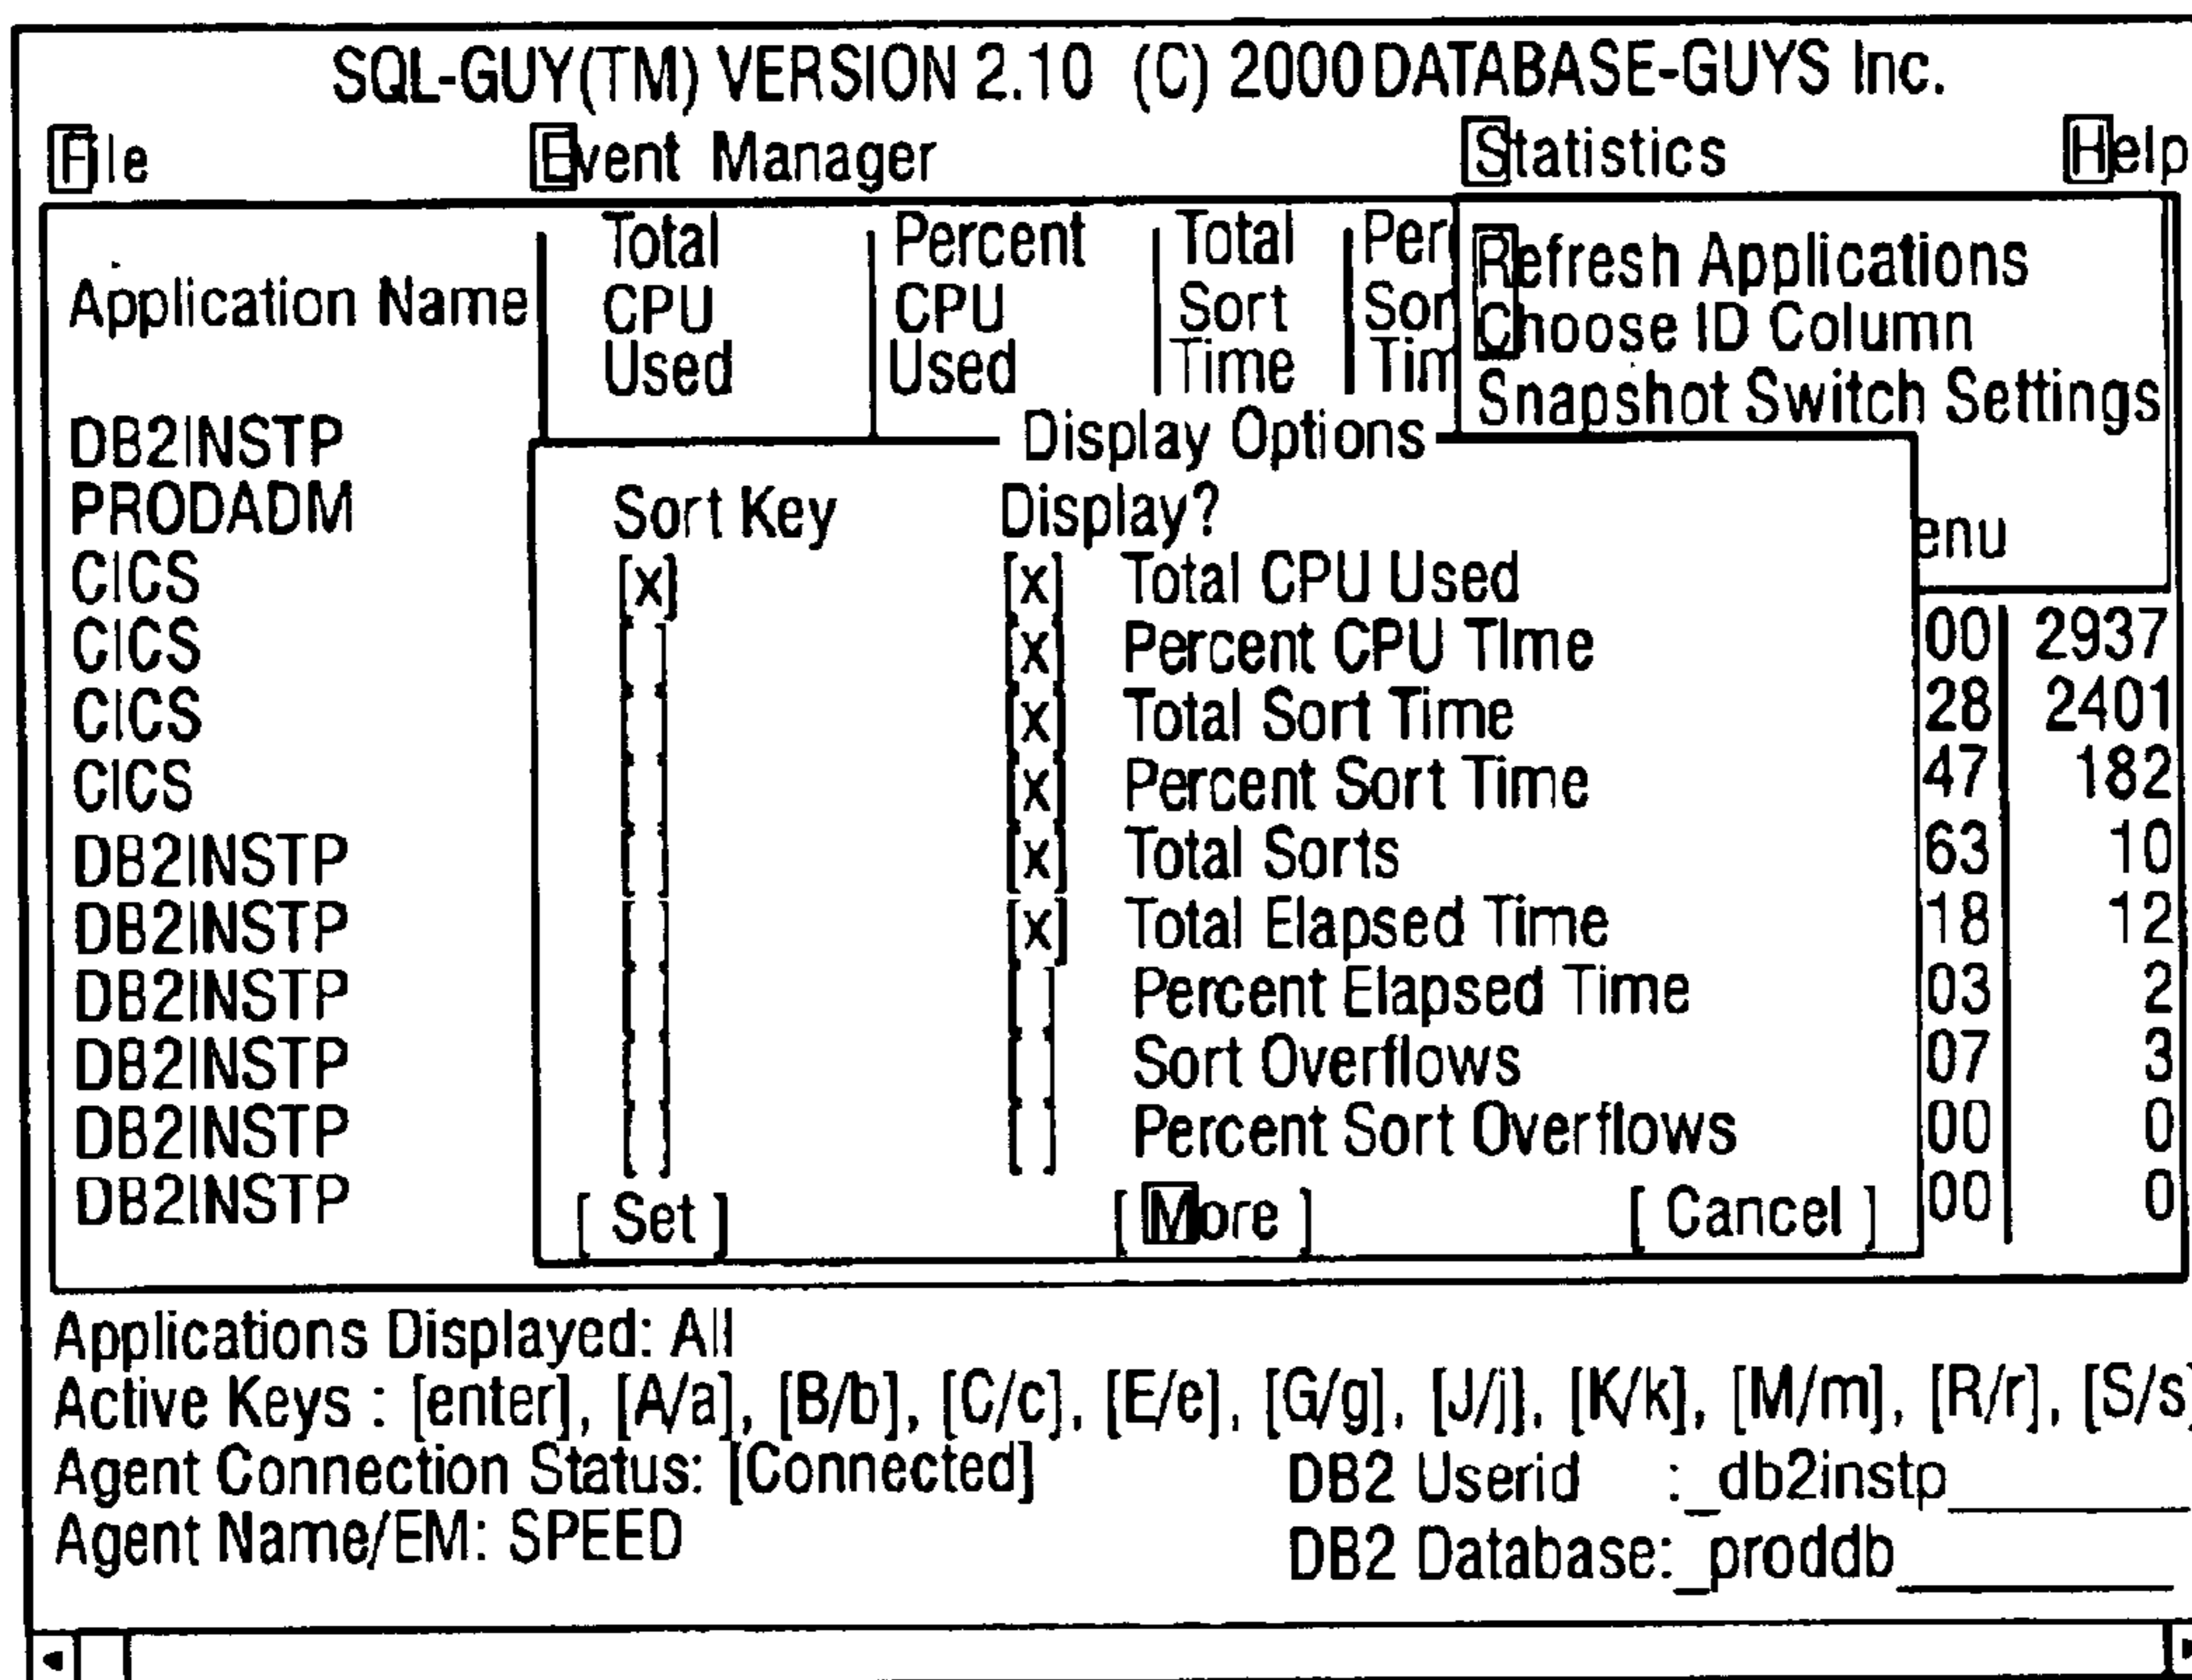 SQL-GUY(TM) VERSION 2.10 (C) 2000 DATABASE-GUYS Inc.
File Event Manager Statistics Help
Total Percent Total Per Refresh Applications
Application Name CPU CPU Sort Sor Choose ID Column
Used Used Time Tim Snapshot Switch Settings
DB2INSTP Display Options
PRODADM Sort Key Display? enu
CICS [x] [x] Total CPU Used
CICS [ ] [x] Percent CPU TIme 00 2937
CICS [ ] [x] Total Sort Time 28 2401
CICS [ ] [x] Percent Sort Time 47 182
DB2INSTP [ ] [x] Total Sorts 63 10
DB2INSTP [ ] [x] Total Elapsed Time 18 12
DB2INSTP [ ] [ ] Percent Elapsed Time 03 2
DB2INSTP [ ] [ ] Sort Overflows 07 3
DB2INSTP [ ] [ ] Percent Sort Overflows 00 0
DB2INSTP [ Set ] [ More ] [ Cancel ] 00 0
Applications Displayed: All
Active Keys : [enter], [A/a], [B/b], [C/c], [E/e], [G/g], [J/j], [K/k], [M/m], [R/r], [S/s]
Agent Connection Status: [Connected] DB2 Userid :_db2instp
Agent Name/EM: SPEED DB2 Database:_proddb